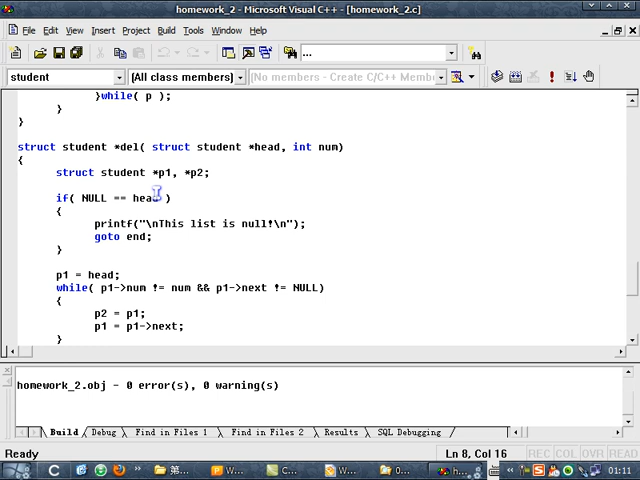 homework_2 - Microsoft Visual C++ - [homework_2.c]
File Edit View Insert Project Build Tools Window Help
...
student [All class members] (No members - Create C/C++ Member
}while( p );
}
}
struct student *del( struct student *head, int num)
{
struct student *p1, *p2;
if( NULL == head )
{
printf("\nThis list is null!\n");
goto end;
}
p1 = head;
while( p1->num != num && p1->next != NULL)
{
p2 = p1;
p1 = p1->next;
}
homework_2.obj - 0 error(s), 0 warning(s)
Build Debug Find in Files 1 Find in Files 2 Results SQL Debugging
Ready Ln 8, Col 16 REC COL OVR READ
第... W... C... W... 0... h... 01:11